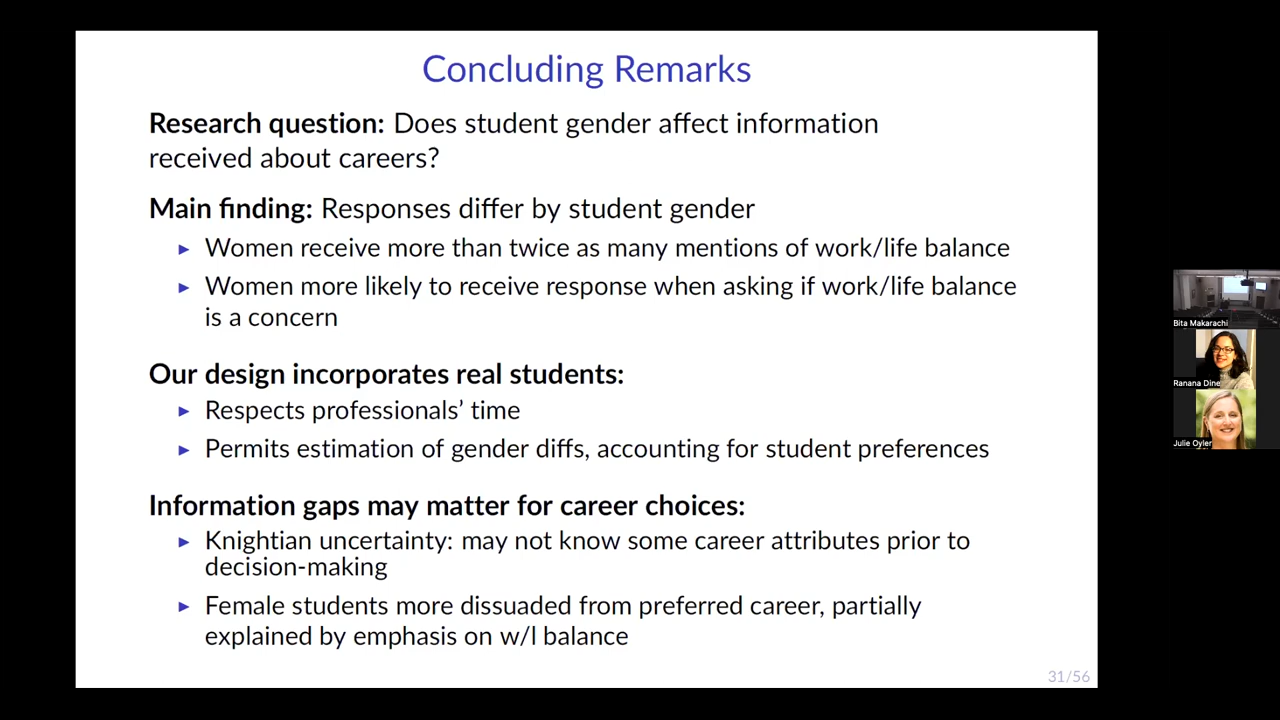 Concluding Remarks
Research question: Does student gender affect information
received about careers?
Main finding: Responses differ by student gender
► Women receive more than twice as many mentions of work/life balance
► Women more likely to receive response when asking if work/life balance
is a concern
Our design incorporates real students:
► Respects professionals' time
► Permits estimation of gender diffs, accounting for student preferences
Information gaps may matter for career choices:
► Knightian uncertainty: may not know some career attributes prior to
decision-making
► Female students more dissuaded from preferred career, partially
explained by emphasis on w/l balance
31/56
Bita Makarachi
Ranana Dine
Julie Oyler